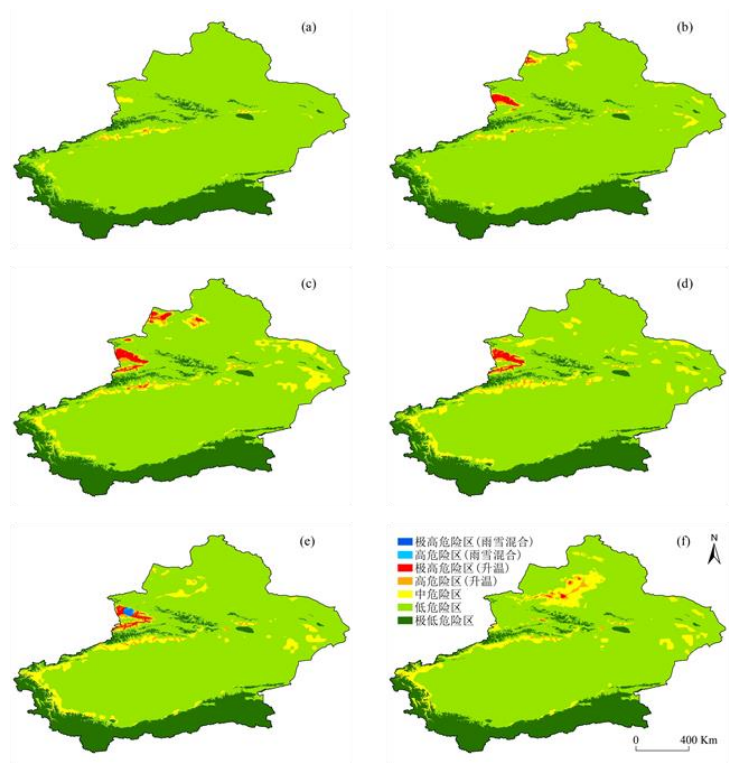 (a)
(b)
(c)
(d)
(e)
(f)
极高危险区(雨雪混合)
高危险区(雨雪混合)
极高危险区(升温)
高危险区(升温)
中危险区
低危险区
极低危险区
N
0 400 Km